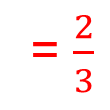 = 2/3